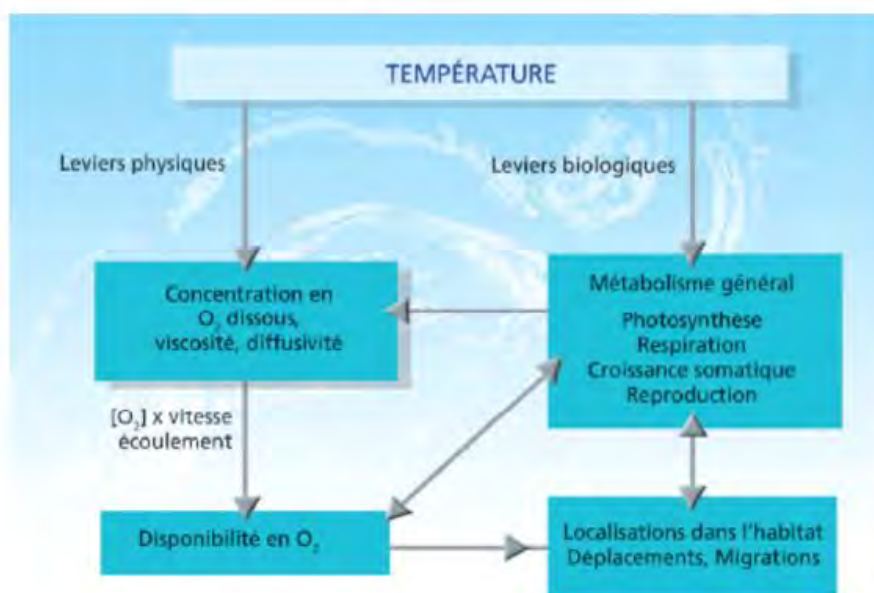 TEMPÉRATURE
Leviers physiques
Leviers biologiques
Concentration en
O₂ dissous,
viscosité, diffusivité
Métabolisme général
Photosynthèse
Respiration
Croissance somatique
Reproduction
[O₂] x vitesse
écoulement
Disponibilité en O₂
Localisations dans l'habitat
Déplacements, Migrations